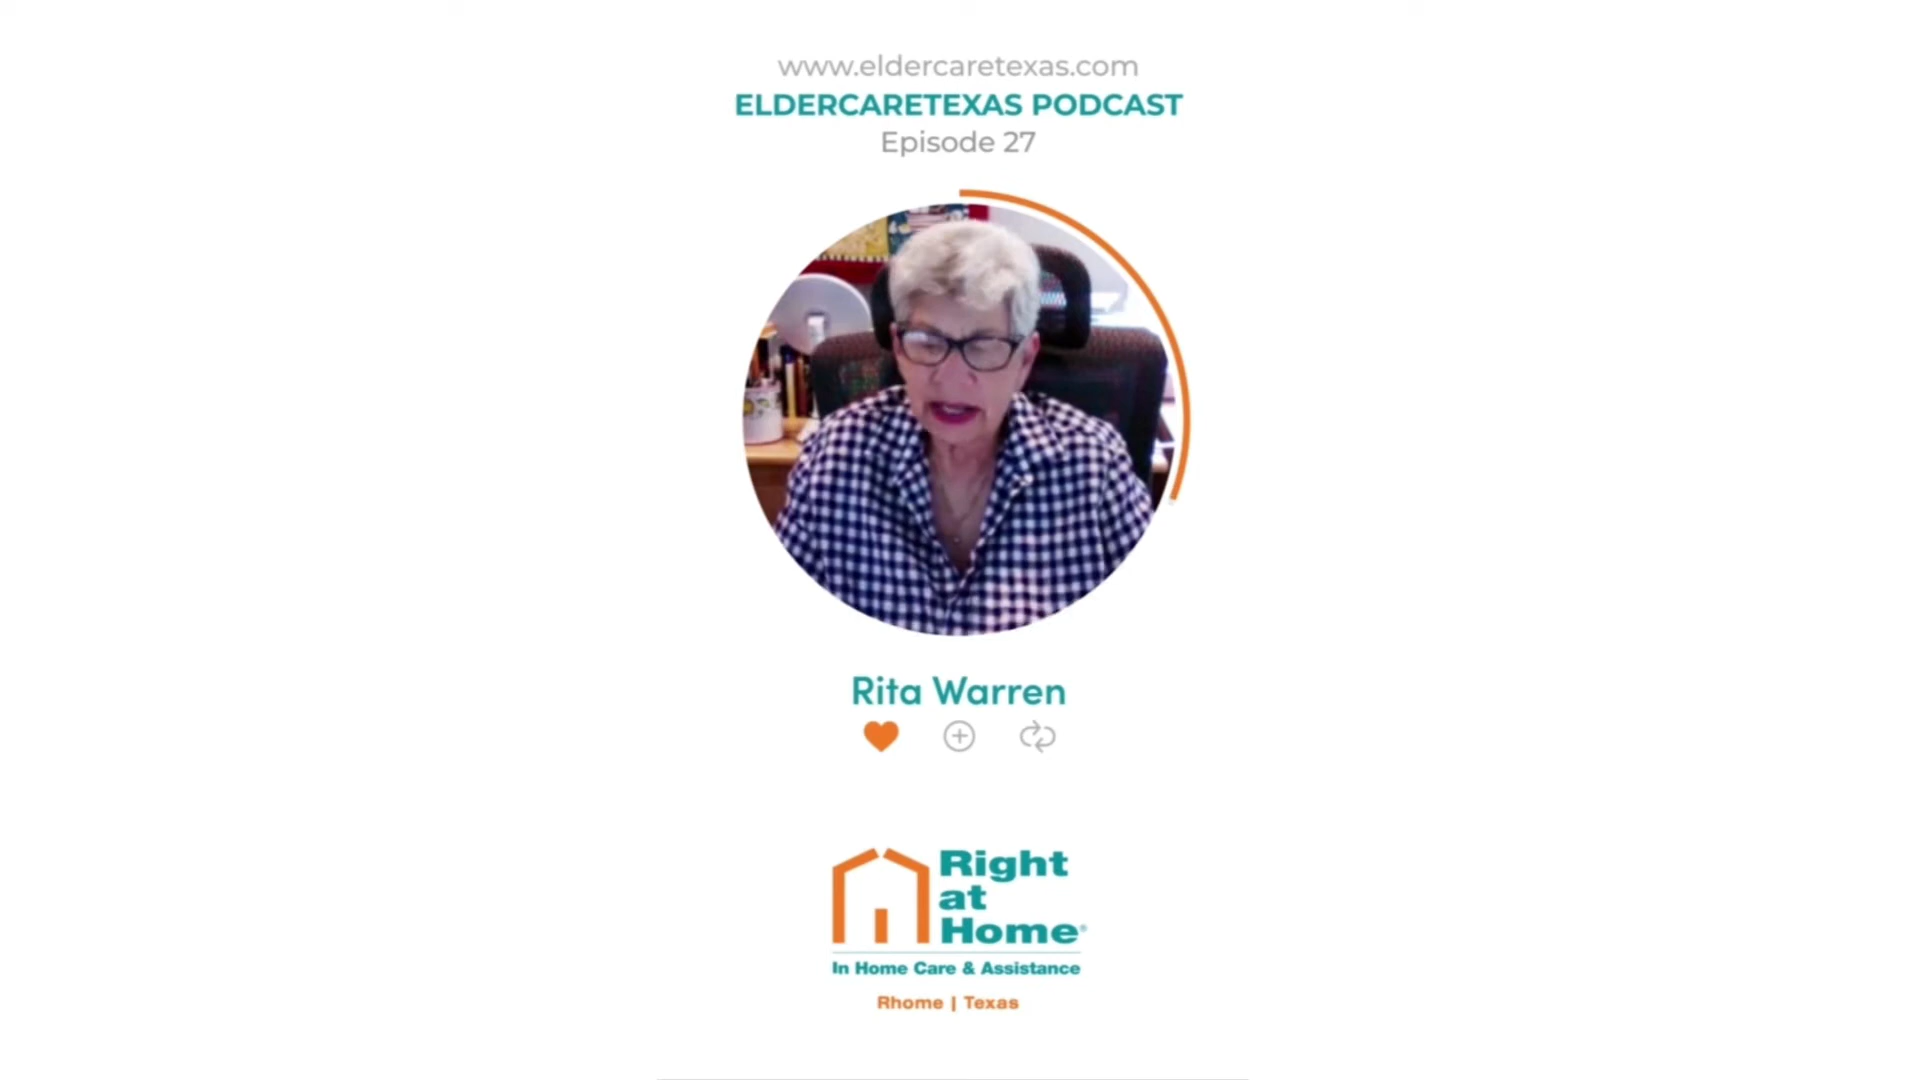 www.eldercaretexas.com
ELDERCARETEXAS PODCAST
Episode 27
Rita Warren
Right
at
Home®
In Home Care & Assistance
Rhome | Texas